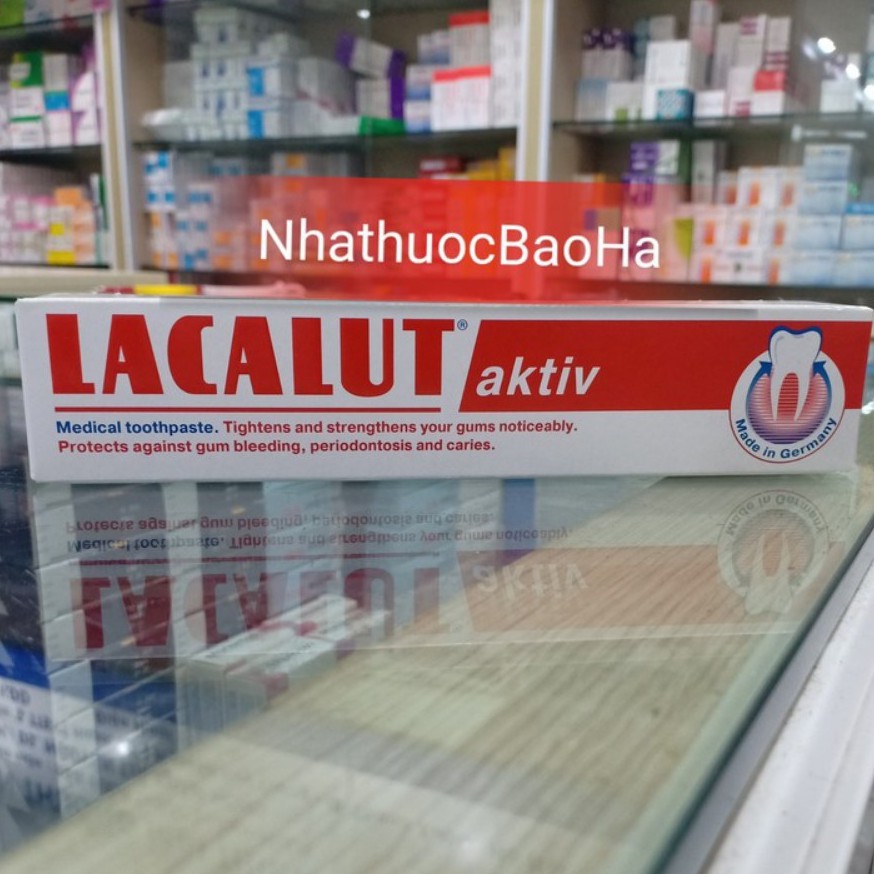 NhathuocBaoHa
LACALUT® aktiv
Medical toothpaste. Tightens and strengthens your gums noticeably.
Protects against gum bleeding, periodontosis and caries.
Made in Germany